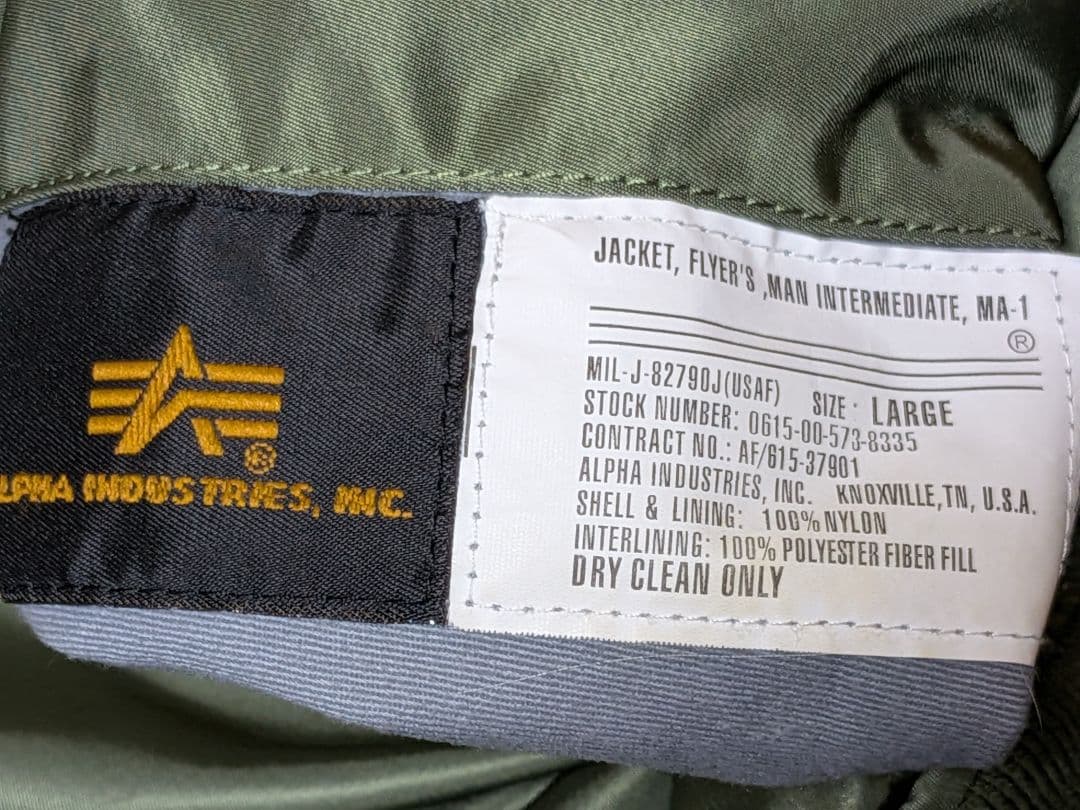 ALPHA INDUSTRIES, INC.
®
JACKET, FLYER'S ,MAN INTERMEDIATE, MA-1
®
MIL-J-82790J(USAF) SIZE: LARGE
STOCK NUMBER: 0615-00-573-8335
CONTRACT NO.: AF/615-37901
ALPHA INDUSTRIES, INC. KNOXVILLE,TN, U.S.A.
SHELL & LINING: 100% NYLON
INTERLINING: 100% POLYESTER FIBER FILL
DRY CLEAN ONLY